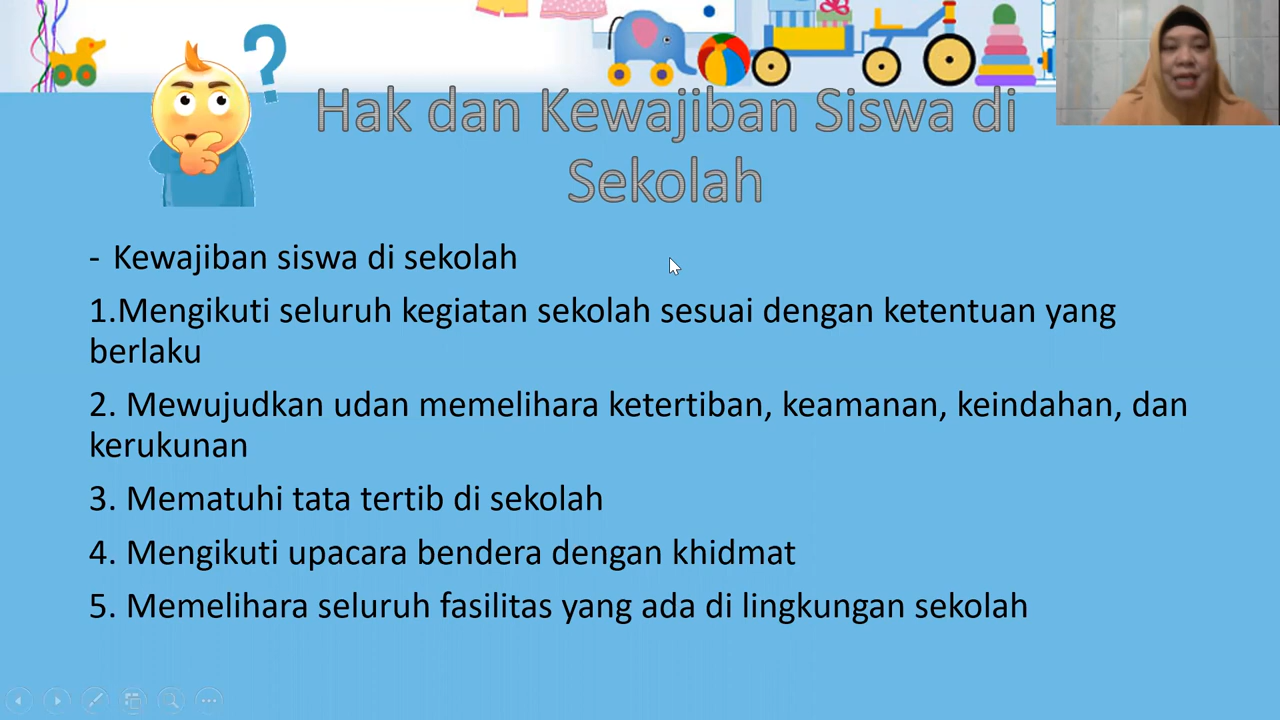 Hak dan Kewajiban Siswa di
Sekolah
- Kewajiban siswa di sekolah
1.Mengikuti seluruh kegiatan sekolah sesuai dengan ketentuan yang
berlaku
2. Mewujudkan udan memelihara ketertiban, keamanan, keindahan, dan
kerukunan
3. Mematuhi tata tertib di sekolah
4. Mengikuti upacara bendera dengan khidmat
5. Memelihara seluruh fasilitas yang ada di lingkungan sekolah